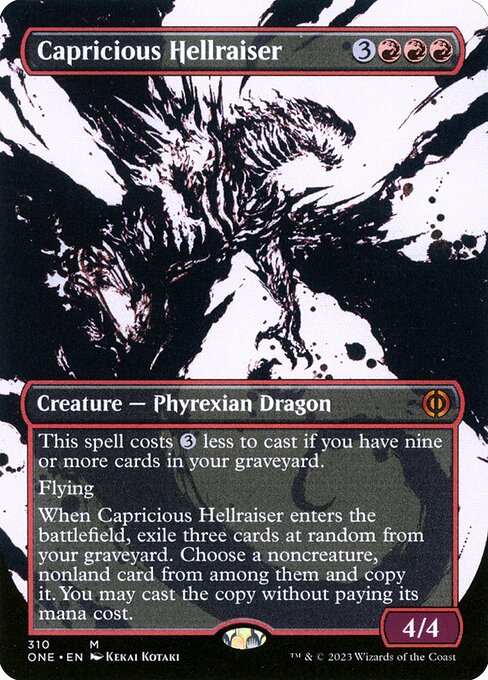 Capricious Hellraiser 3
Creature — Phyrexian Dragon
This spell costs 3 less to cast if you have nine
or more cards in your graveyard.
Flying
When Capricious Hellraiser enters the
battlefield, exile three cards at random from
your graveyard. Choose a noncreature,
nonland card from among them and copy
it. You may cast the copy without paying its
mana cost.
4/4
310 M
ONE • EN Kekai Kotaki
™ & © 2023 Wizards of the Coast